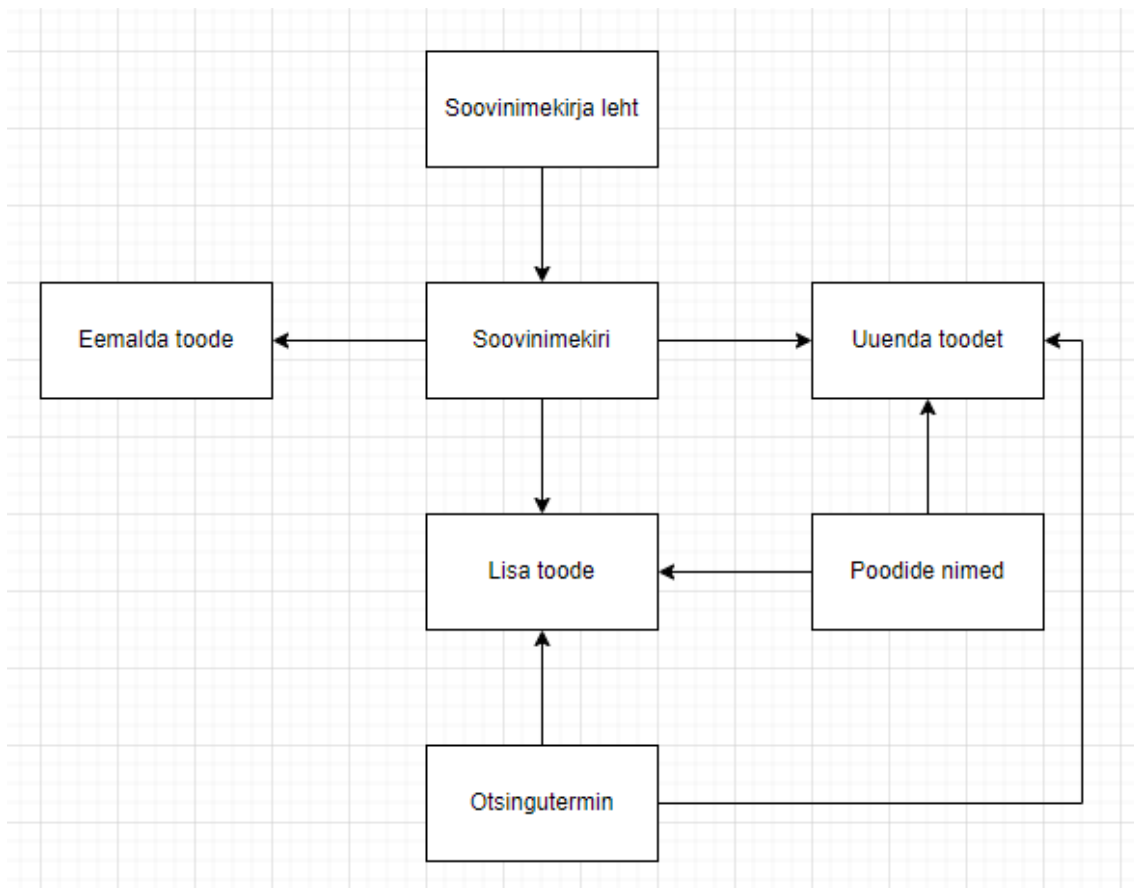 Soovinimekirja leht
Eemalda toode
Soovinimekiri
Uuenda toodet
Lisa toode
Poodide nimed
Otsingutermin